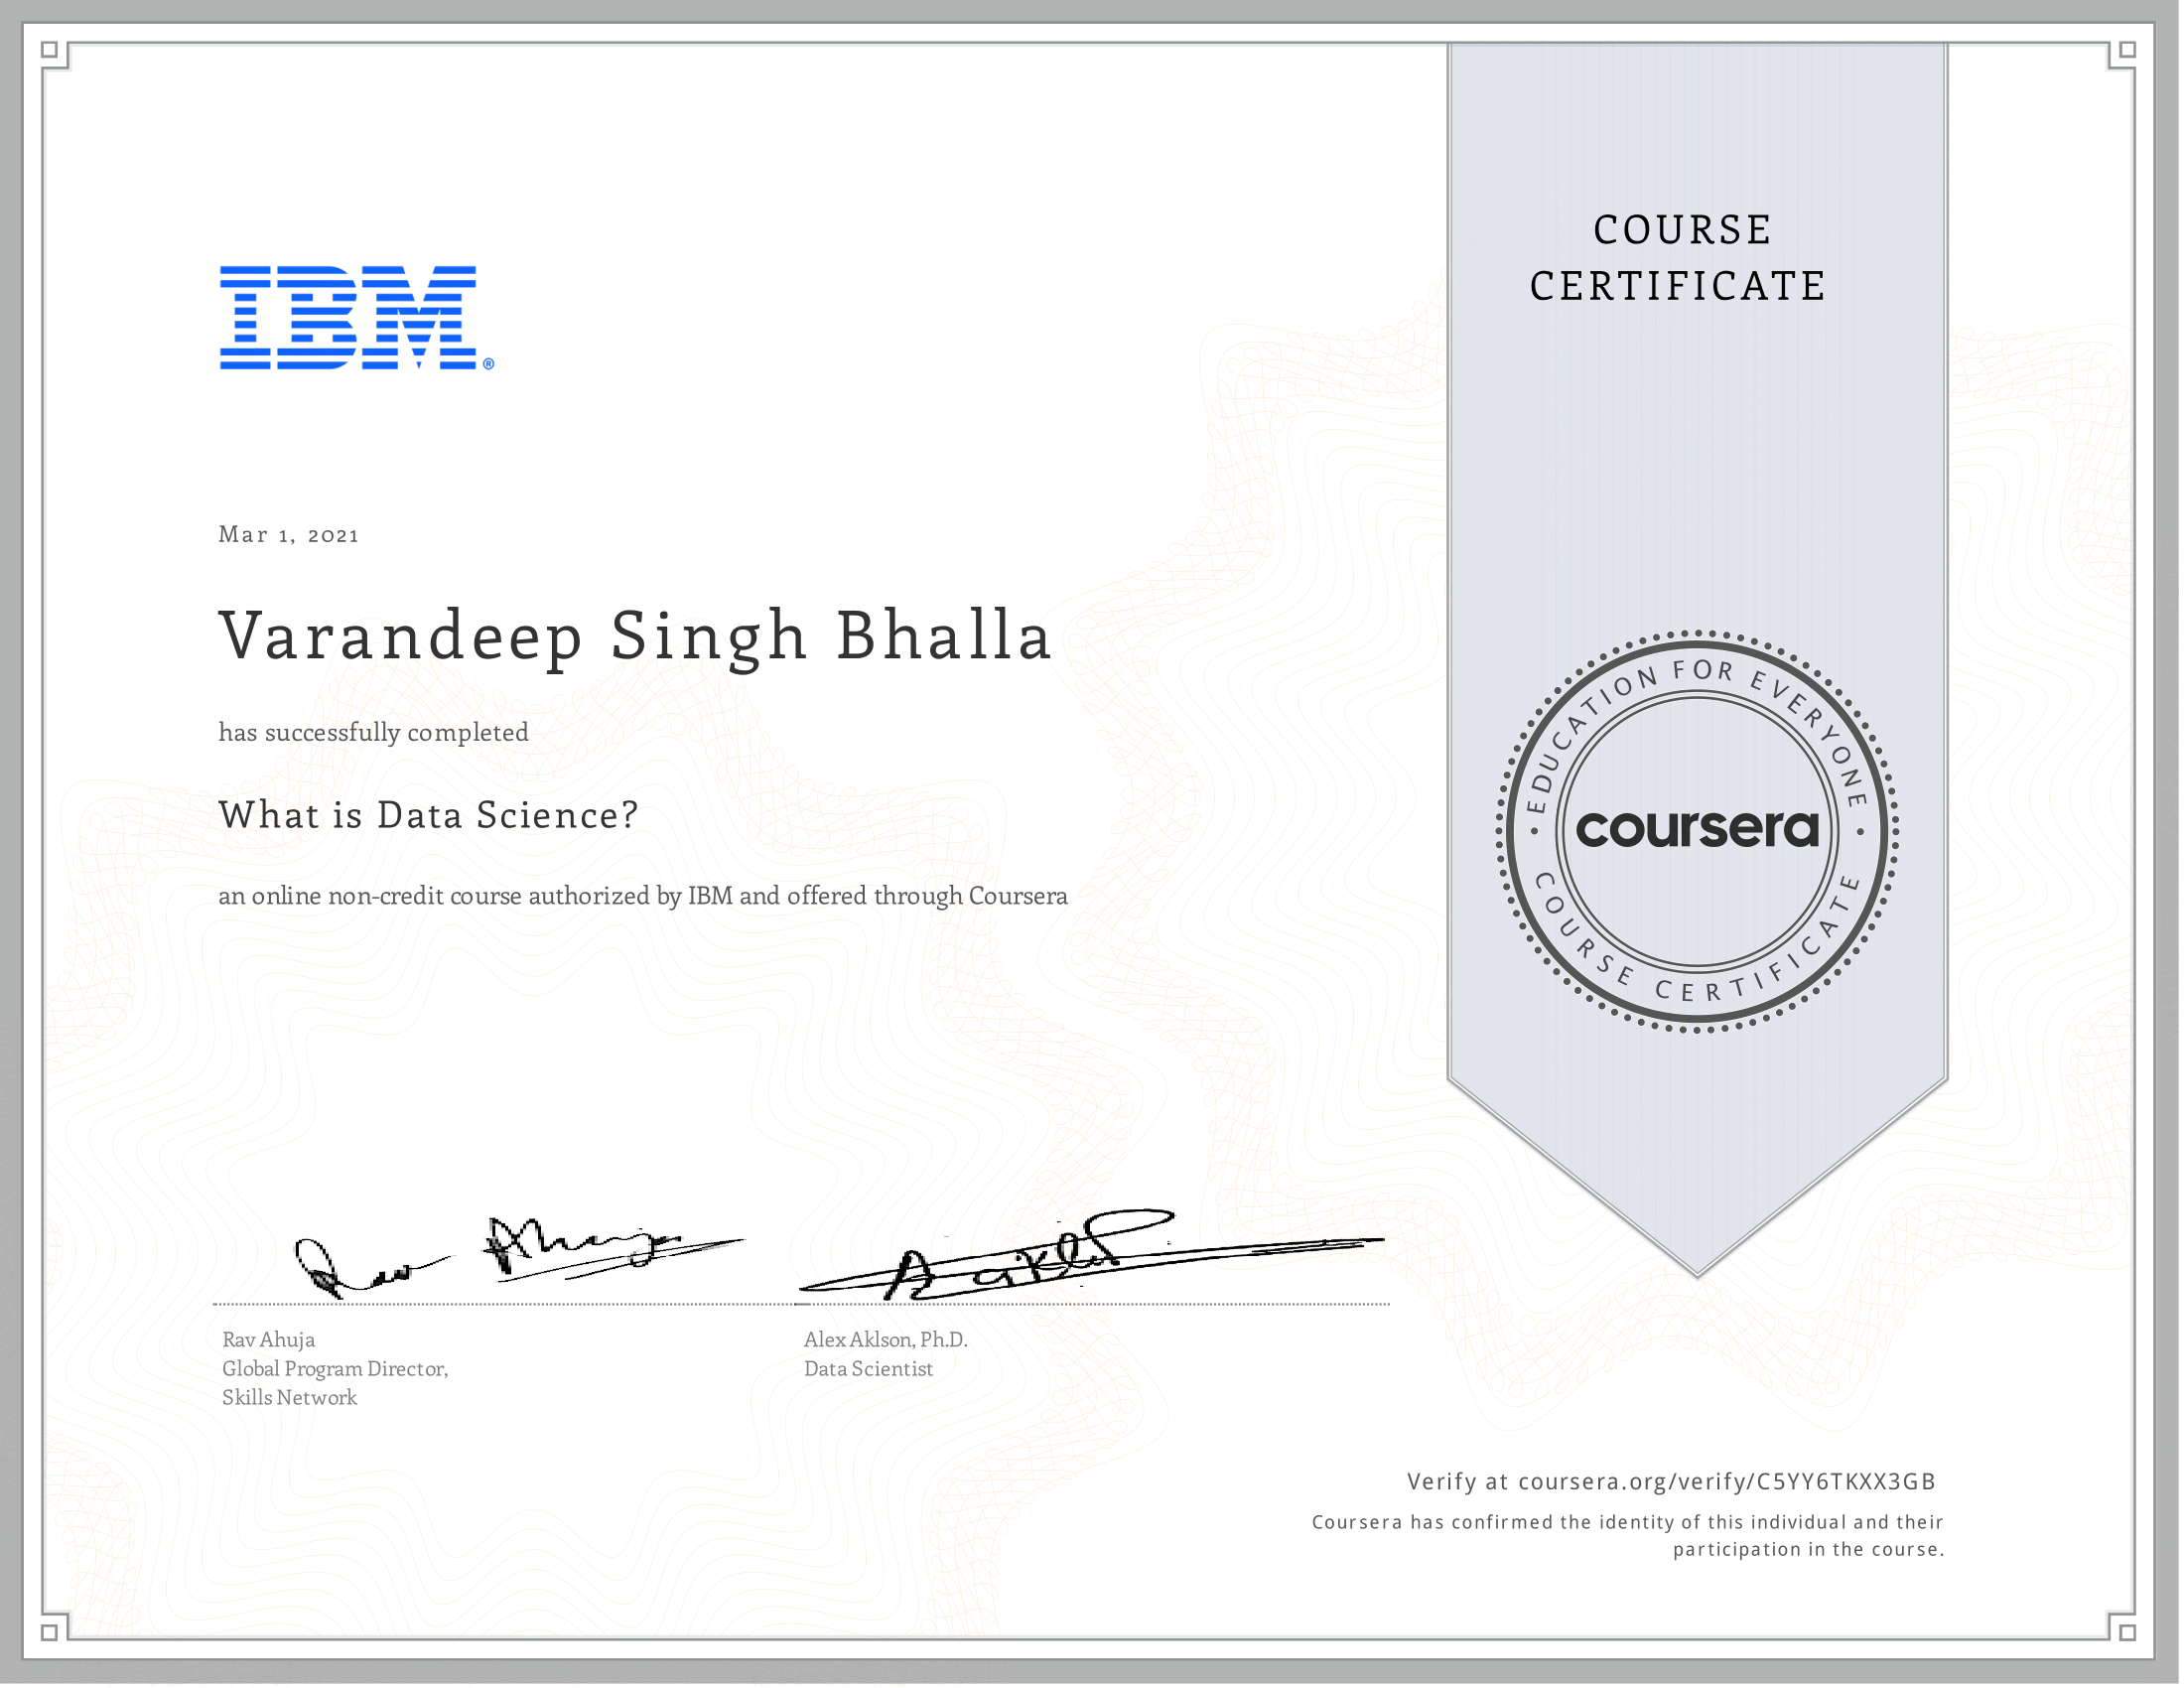 COURSE
CERTIFICATE
IBM®
Mar 1, 2021
Varandeep Singh Bhalla
has successfully completed
What is Data Science?
an online non-credit course authorized by IBM and offered through Coursera
EDUCATION FOR EVERYONE
coursera
COURSE CERTIFICATE
Rav Ahuja
Global Program Director,
Skills Network
Alex Aklson, Ph.D.
Data Scientist
Verify at coursera.org/verify/C5YY6TKXX3GB
Coursera has confirmed the identity of this individual and their
participation in the course.